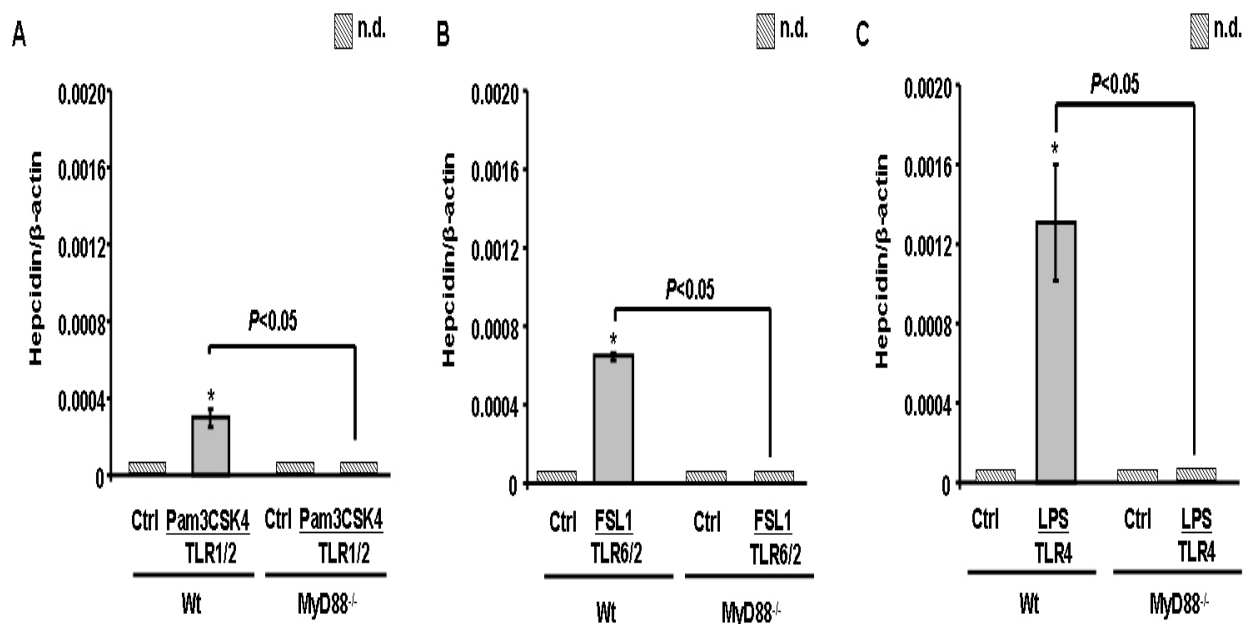 A
n.d.
Hepcidin/β-actin
0.0020
0.0016
0.0012
0.0008
0.0004
0
P<0.05
*
Ctrl Pam3CSK4 Ctrl Pam3CSK4
TLR1/2 TLR1/2
Wt MyD88-/-
B
n.d.
Hepcidin/β-actin
0.0020
0.0016
0.0012
0.0008
0.0004
0
P<0.05
*
Ctrl FSL1 Ctrl FSL1
TLR6/2 TLR6/2
Wt MyD88-/-
C
n.d.
Hepcidin/β-actin
0.0020
0.0016
0.0012
0.0008
0.0004
0
P<0.05
*
Ctrl LPS Ctrl LPS
TLR4 TLR4
Wt MyD88-/-